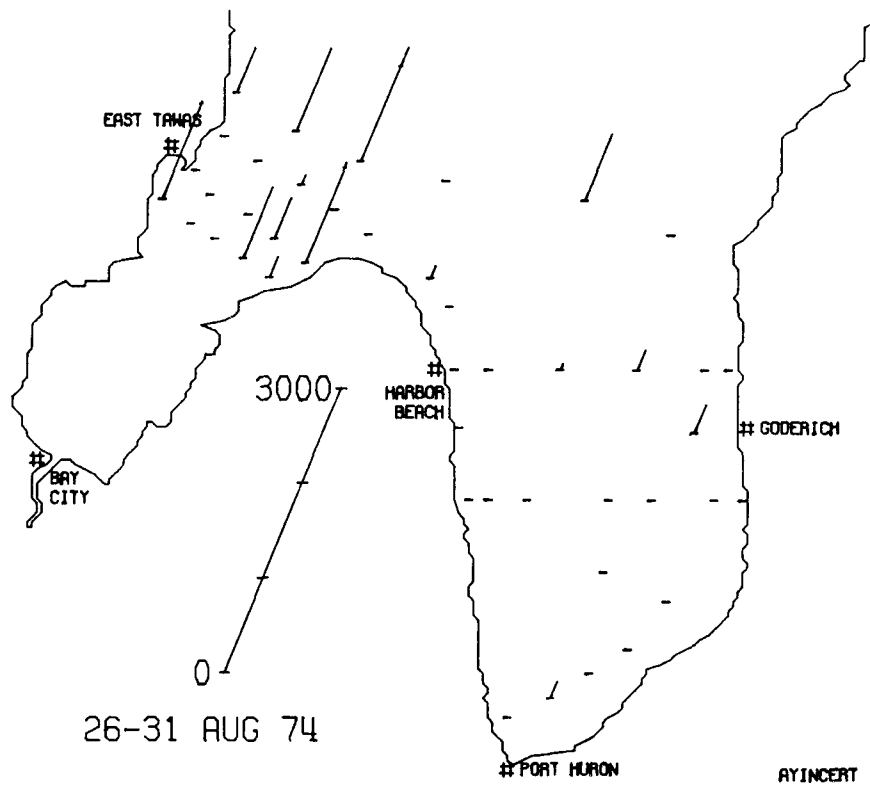 EAST TAWAS
#
3000
#
HARBOR
BEACH
# GODERICH
#
BAY
CITY
0
26-31 AUG 74
# PORT HURON
AYINCERT